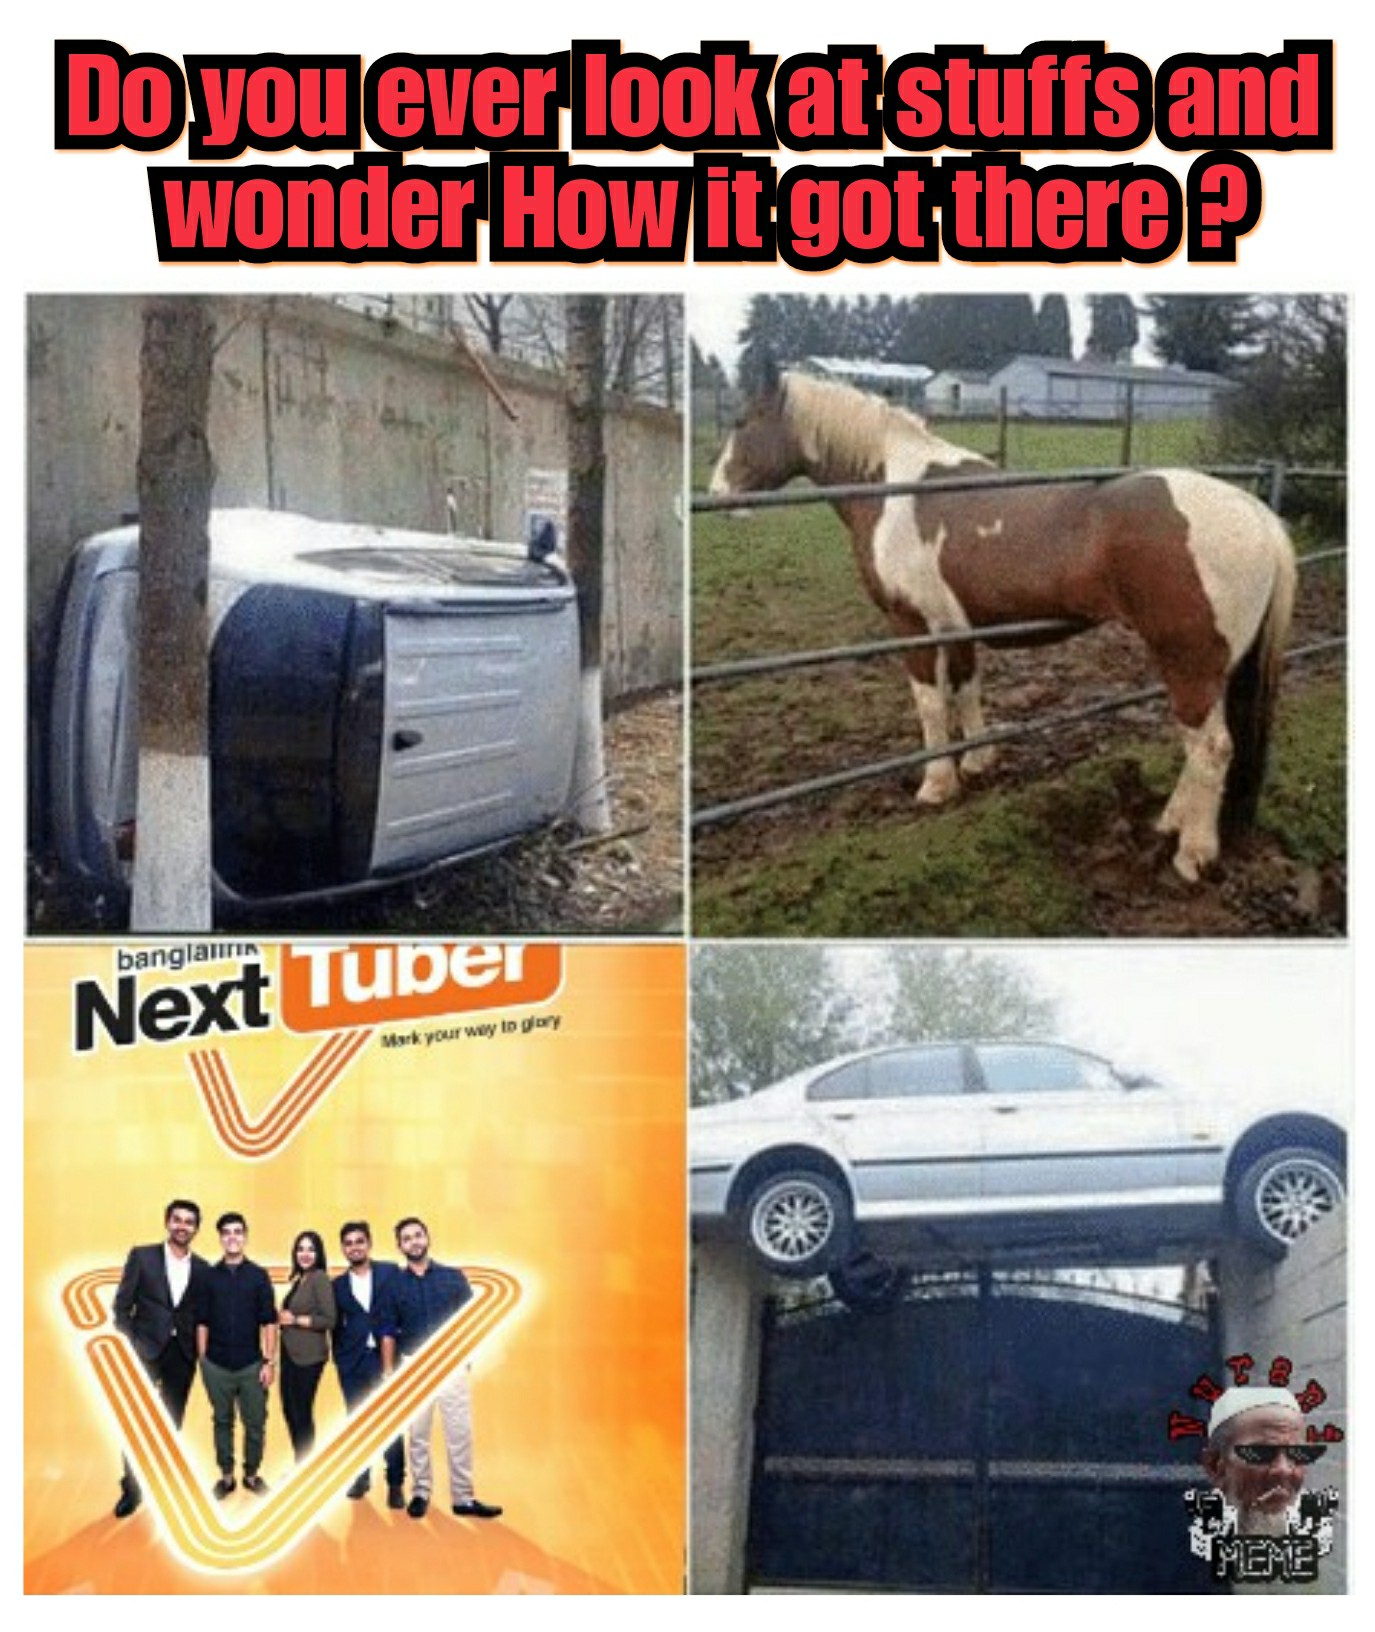 Do you ever look at stuffs and
wonder How it got there ?
banglalink
Next Tuber
Mark your way to glory
MEME